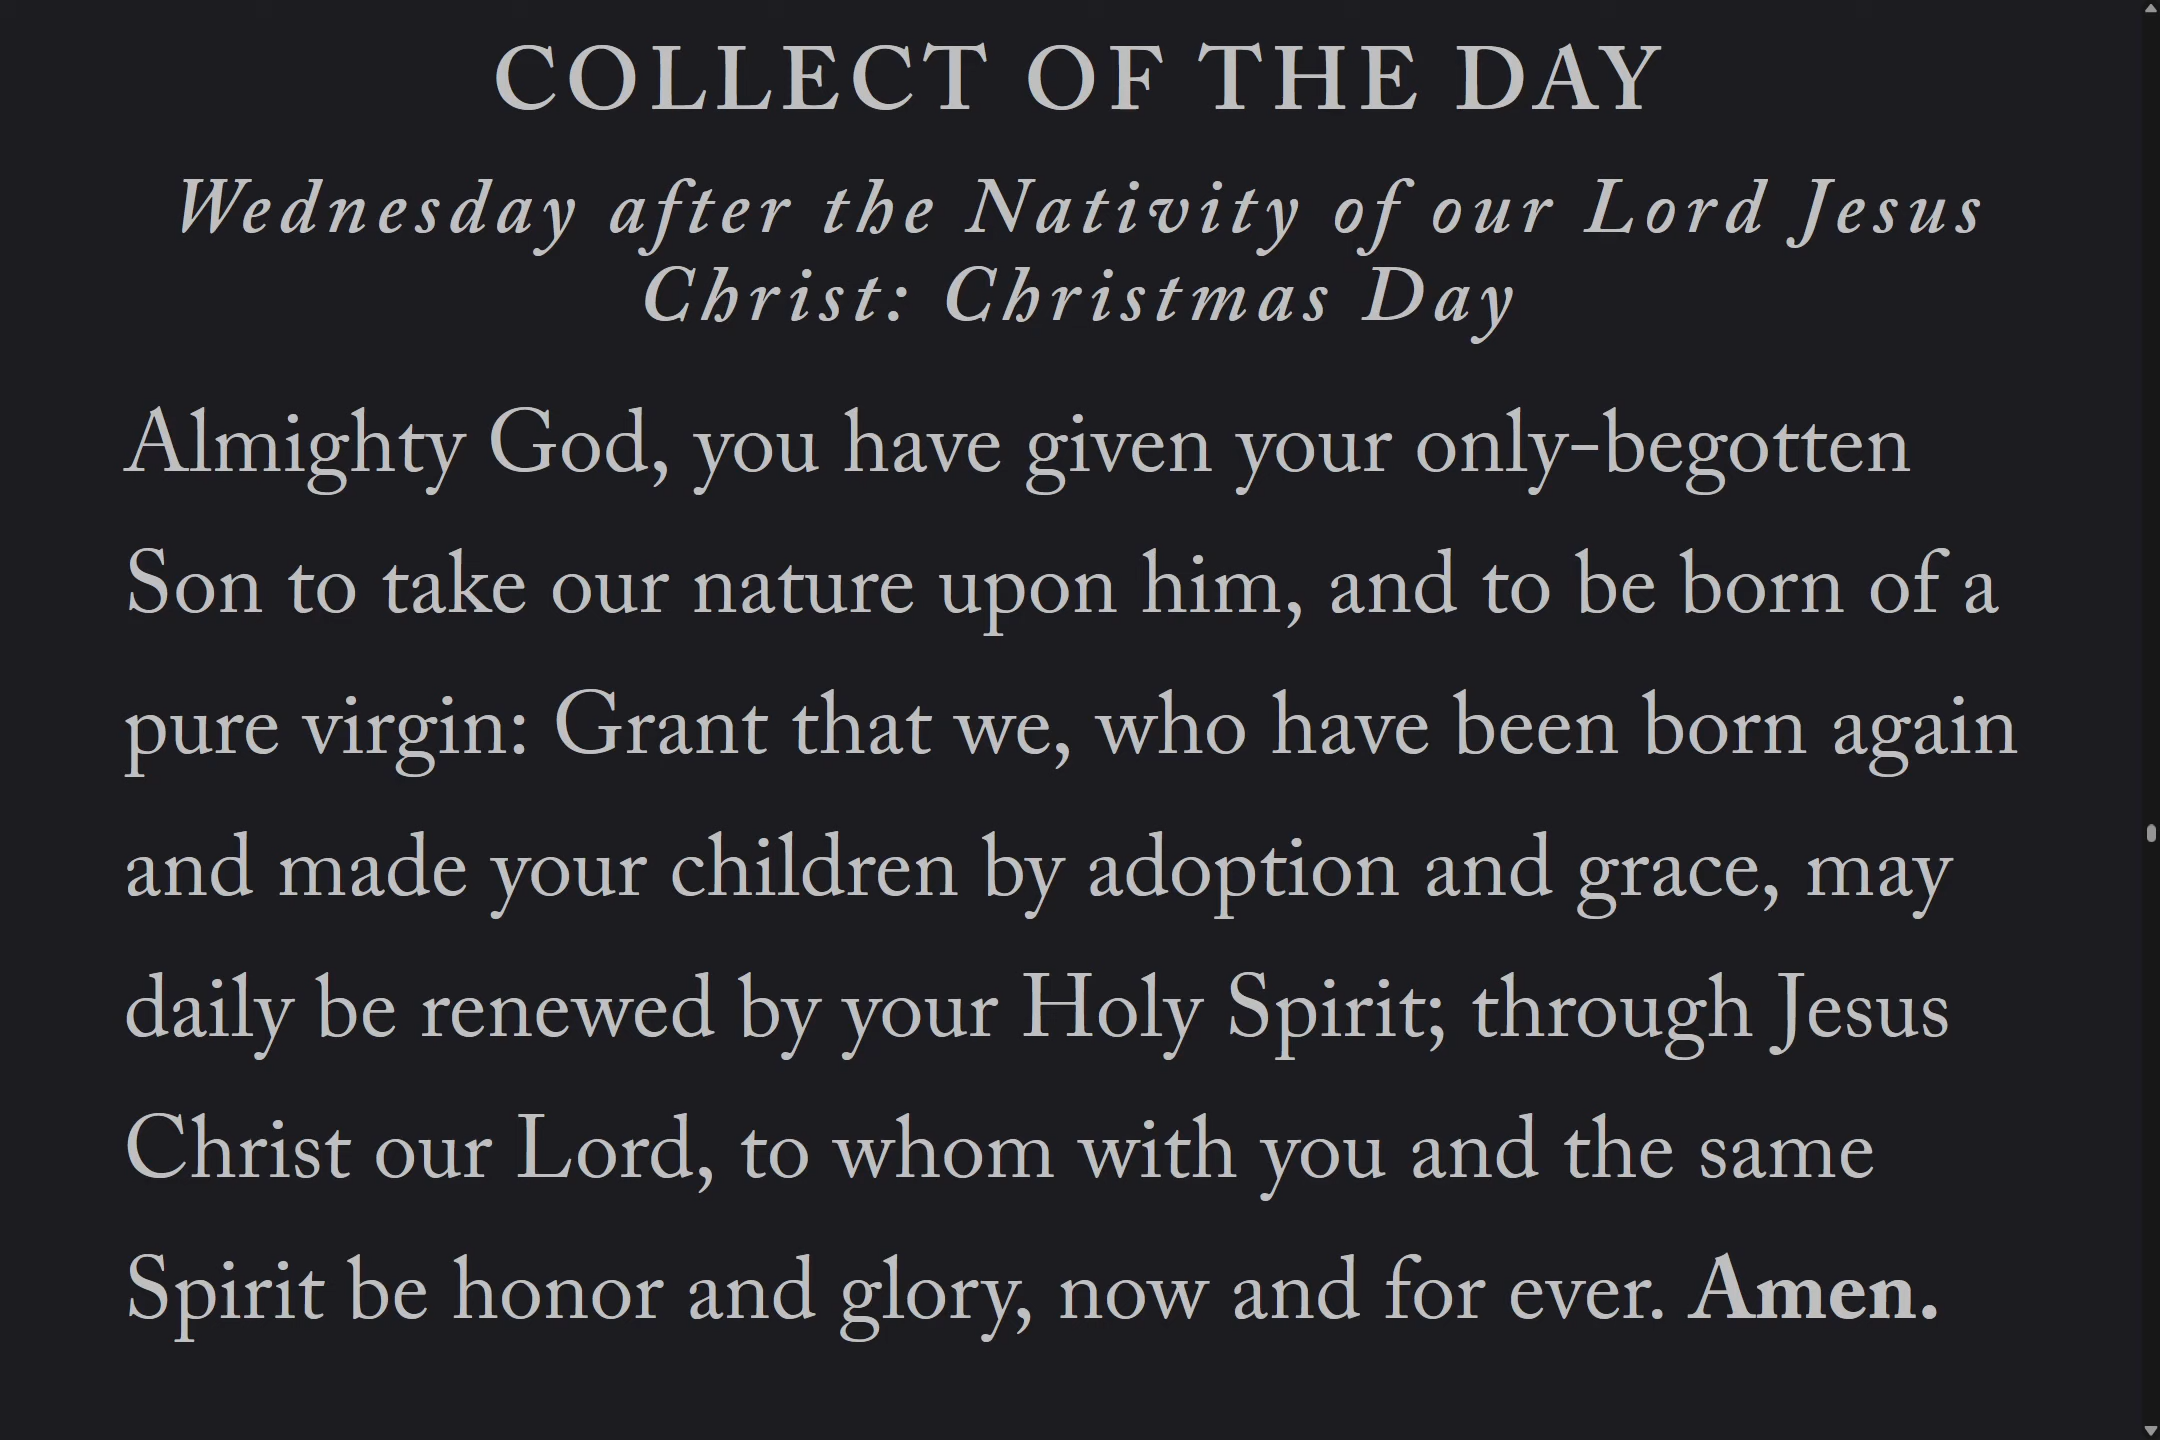 COLLECT OF THE DAY
Wednesday after the Nativity of our Lord Jesus
Christ: Christmas Day
Almighty God, you have given your only-begotten
Son to take our nature upon him, and to be born of a
pure virgin: Grant that we, who have been born again
and made your children by adoption and grace, may
daily be renewed by your Holy Spirit; through Jesus
Christ our Lord, to whom with you and the same
Spirit be honor and glory, now and for ever. Amen.